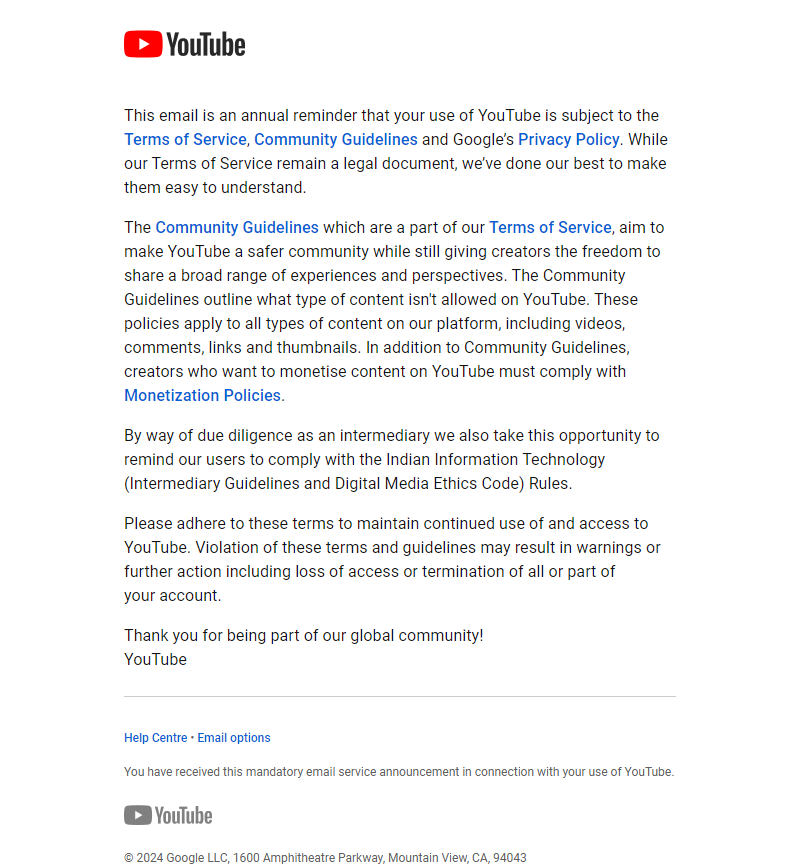 YouTube
This email is an annual reminder that your use of YouTube is subject to the
Terms of Service, Community Guidelines and Google’s Privacy Policy. While
our Terms of Service remain a legal document, we’ve done our best to make
them easy to understand.
The Community Guidelines which are a part of our Terms of Service, aim to
make YouTube a safer community while still giving creators the freedom to
share a broad range of experiences and perspectives. The Community
Guidelines outline what type of content isn't allowed on YouTube. These
policies apply to all types of content on our platform, including videos,
comments, links and thumbnails. In addition to Community Guidelines,
creators who want to monetise content on YouTube must comply with
Monetization Policies.
By way of due diligence as an intermediary we also take this opportunity to
remind our users to comply with the Indian Information Technology
(Intermediary Guidelines and Digital Media Ethics Code) Rules.
Please adhere to these terms to maintain continued use of and access to
YouTube. Violation of these terms and guidelines may result in warnings or
further action including loss of access or termination of all or part of
your account.
Thank you for being part of our global community!
YouTube
Help Centre • Email options
You have received this mandatory email service announcement in connection with your use of YouTube.
YouTube
© 2024 Google LLC, 1600 Amphitheatre Parkway, Mountain View, CA, 94043